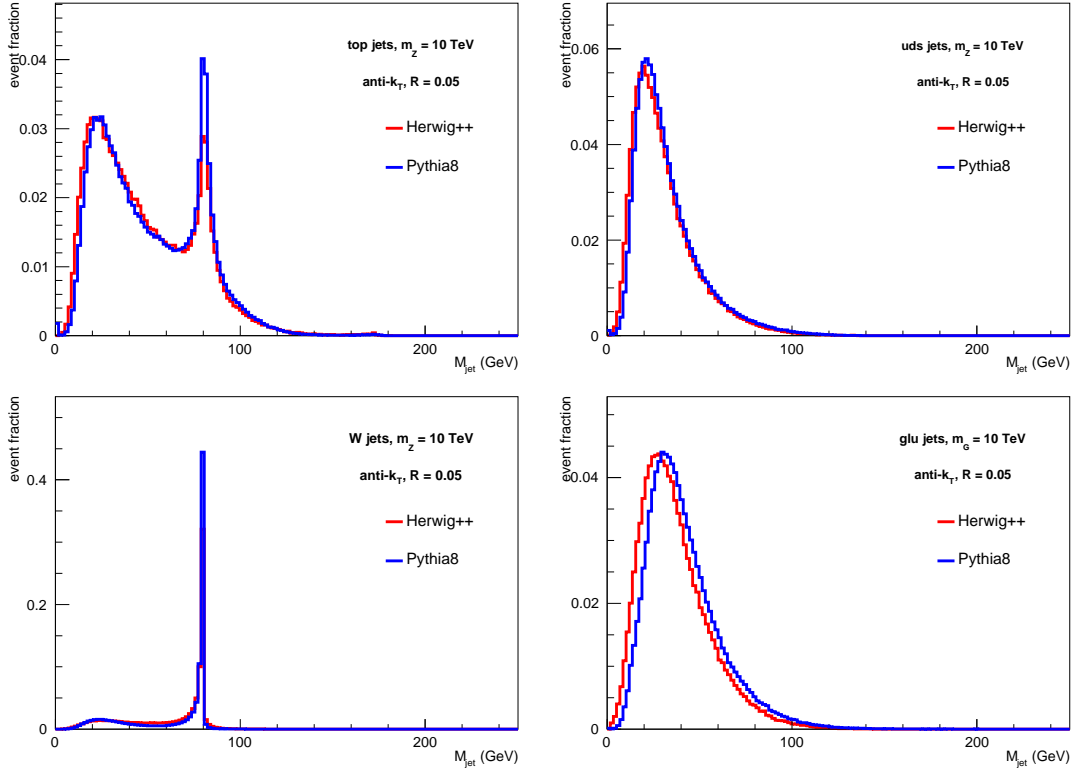 event fraction
top jets, m_Z = 10 TeV
anti-k_T, R = 0.05
Herwig++
Pythia8
0.04
0.03
0.02
0.01
0
0
100
200
M_jet (GeV)
event fraction
uds jets, m_Z = 10 TeV
anti-k_T, R = 0.05
Herwig++
Pythia8
0.06
0.04
0.02
0
0
100
200
M_jet (GeV)
event fraction
W jets, m_Z = 10 TeV
anti-k_T, R = 0.05
Herwig++
Pythia8
0.4
0.2
0
0
100
200
M_jet (GeV)
event fraction
glu jets, m_G = 10 TeV
anti-k_T, R = 0.05
Herwig++
Pythia8
0.04
0.02
0
0
100
200
M_jet (GeV)